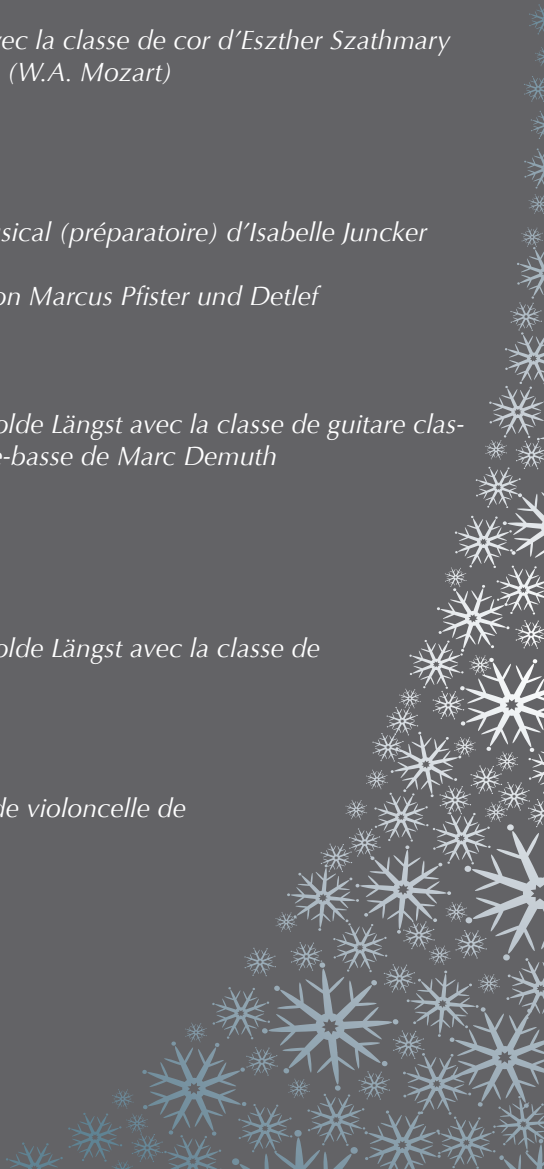 ec la classe de cor d’Eszther Szathmary
(W.A. Mozart)
sical (préparatoire) d’Isabelle Juncker
on Marcus Pfister und Detlef
olde Längst avec la classe de guitare clas-
e-basse de Marc Demuth
olde Längst avec la classe de
de violoncelle de